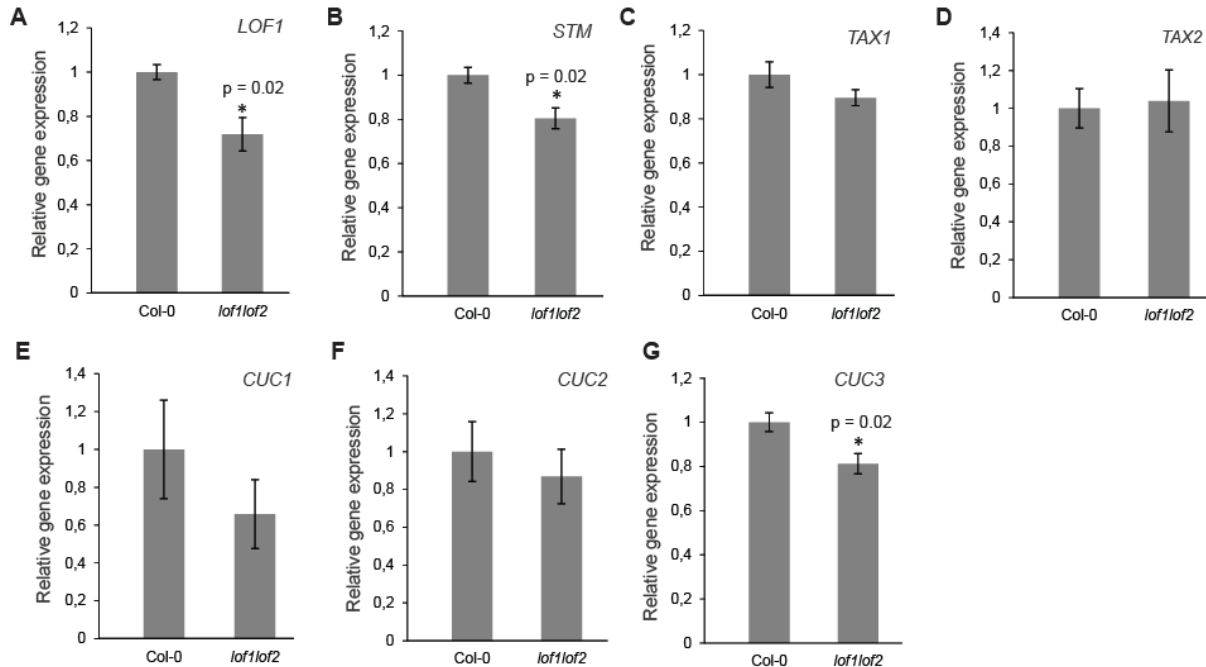 A
LOF1
Relative gene expression
1,2
1
0,8
0,6
0,4
0,2
0
p = 0.02
*
Col-0
lof1lof2
B
STM
Relative gene expression
1,2
1
0,8
0,6
0,4
0,2
0
p = 0.02
*
Col-0
lof1lof2
C
TAX1
Relative gene expression
1,2
1
0,8
0,6
0,4
0,2
0
Col-0
lof1lof2
D
TAX2
Relative gene expression
1,4
1,2
1
0,8
0,6
0,4
0,2
0
Col-0
lof1lof2
E
CUC1
Relative gene expression
1,4
1,2
1
0,8
0,6
0,4
0,2
0
Col-0
lof1lof2
F
CUC2
Relative gene expression
1,4
1,2
1
0,8
0,6
0,4
0,2
0
Col-0
lof1lof2
G
CUC3
Relative gene expression
1,2
1
0,8
0,6
0,4
0,2
0
p = 0.02
*
Col-0
lof1lof2